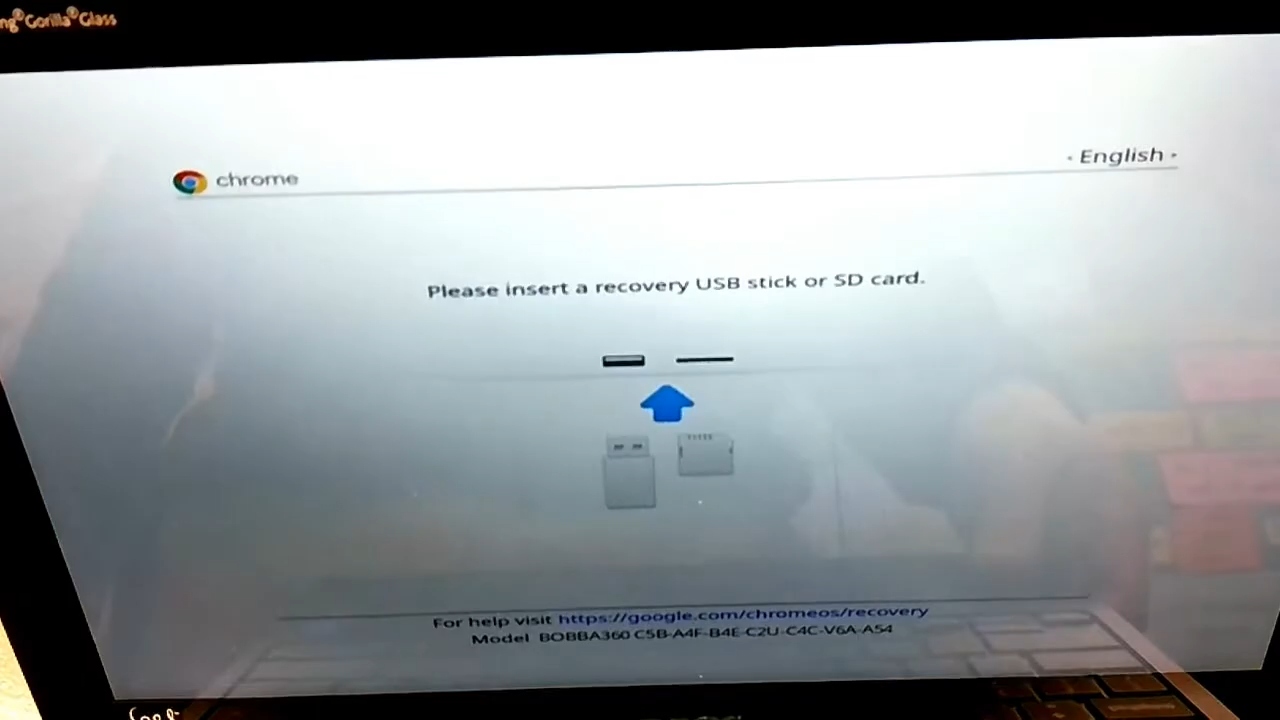 Gorilla® Glass
chrome
English
Please insert a recovery USB stick or SD card.
For help visit https://google.com/chromeos/recovery
Model BOBBA360 C5B-A4F-B4E-C2U-C4C-V6A-A54